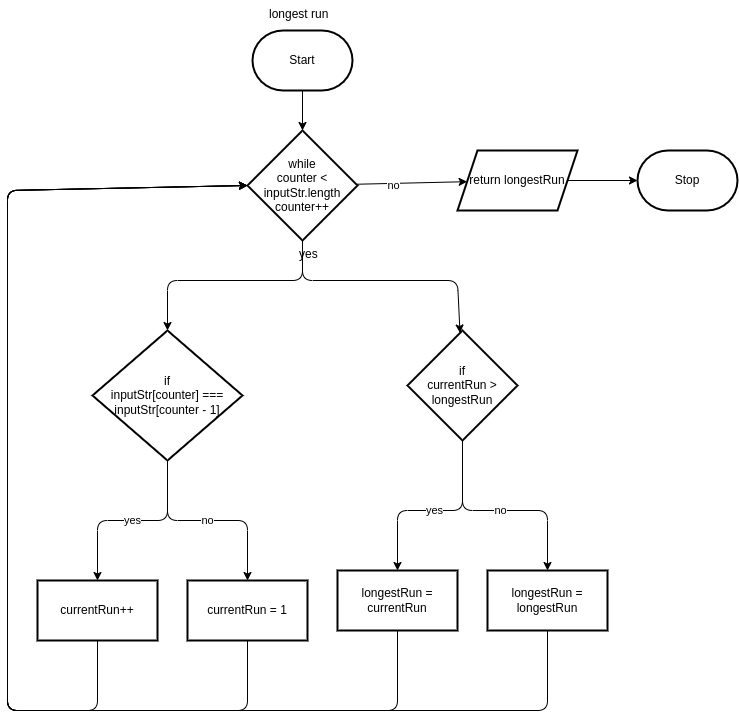 longest run
Start
while
counter <
inputStr.length
counter++
no
return longestRun
Stop
yes
if
inputStr[counter] ===
inputStr[counter - 1]
if
currentRun >
longestRun
yes
no
yes
no
currentRun++
currentRun = 1
longestRun =
currentRun
longestRun =
longestRun